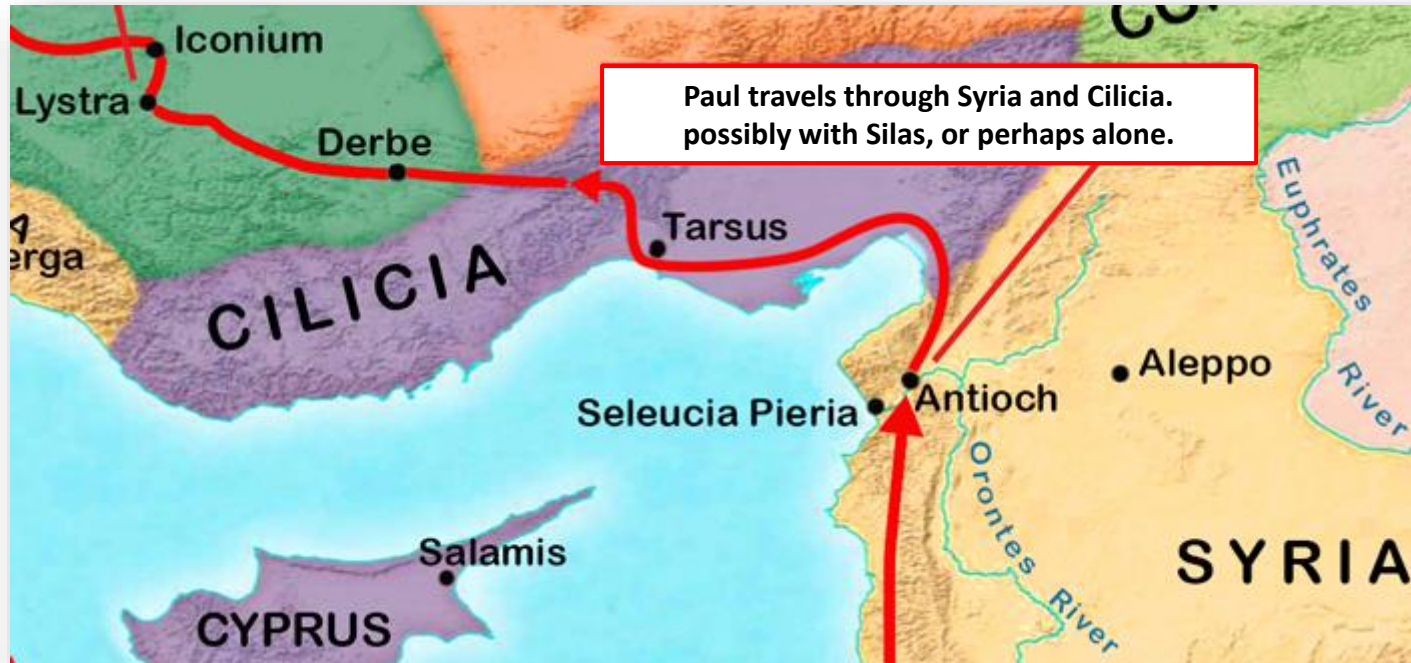 Iconium
Lystra
Derbe
erga
CILICIA
Tarsus
Paul travels through Syria and Cilicia.
possibly with Silas, or perhaps alone.
Euphrates
River
Aleppo
Antioch
Seleucia Pieria
Orontes
River
SYRIA
Salamis
CYPRUS